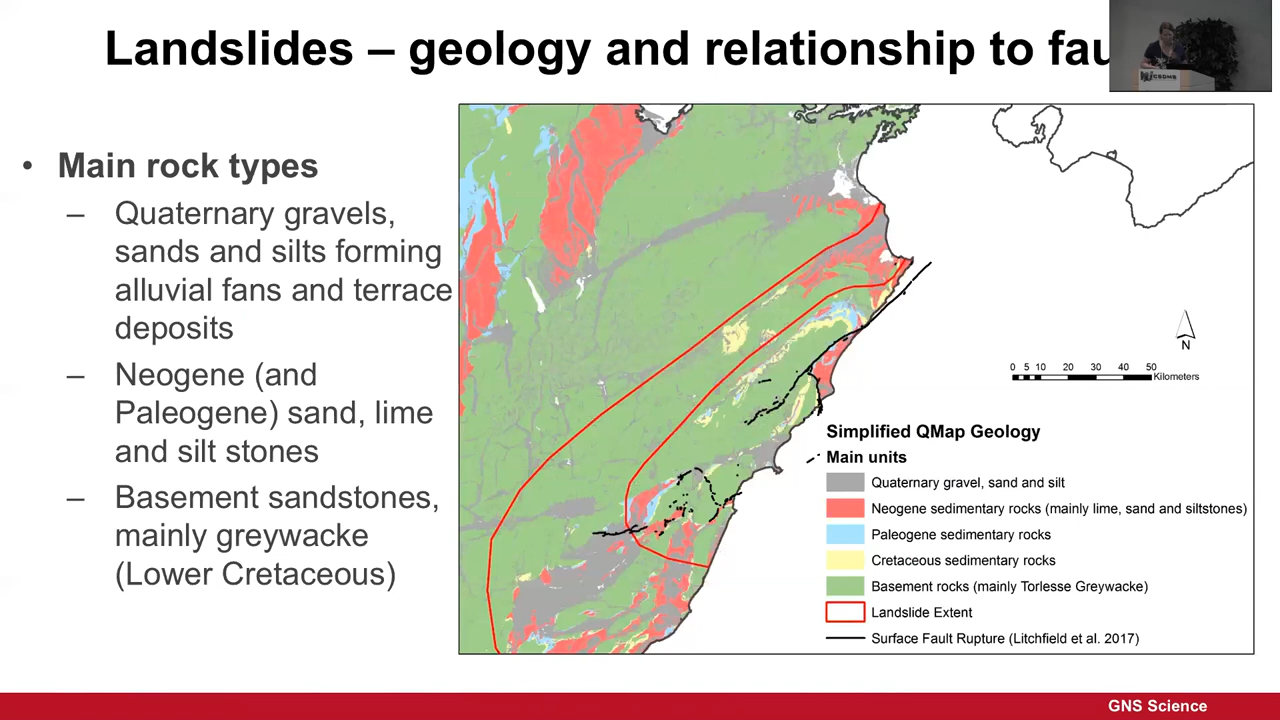 Landslides – geology and relationship to fau
CSDMS
• Main rock types
– Quaternary gravels,
sands and silts forming
alluvial fans and terrace
deposits
– Neogene (and
Paleogene) sand, lime
and silt stones
– Basement sandstones,
mainly greywacke
(Lower Cretaceous)
N
0 5 10 20 30 40 50
Kilometers
Simplified QMap Geology
Main units
Quaternary gravel, sand and silt
Neogene sedimentary rocks (mainly lime, sand and siltstones)
Paleogene sedimentary rocks
Cretaceous sedimentary rocks
Basement rocks (mainly Torlesse Greywacke)
Landslide Extent
Surface Fault Rupture (Litchfield et al. 2017)
GNS Science